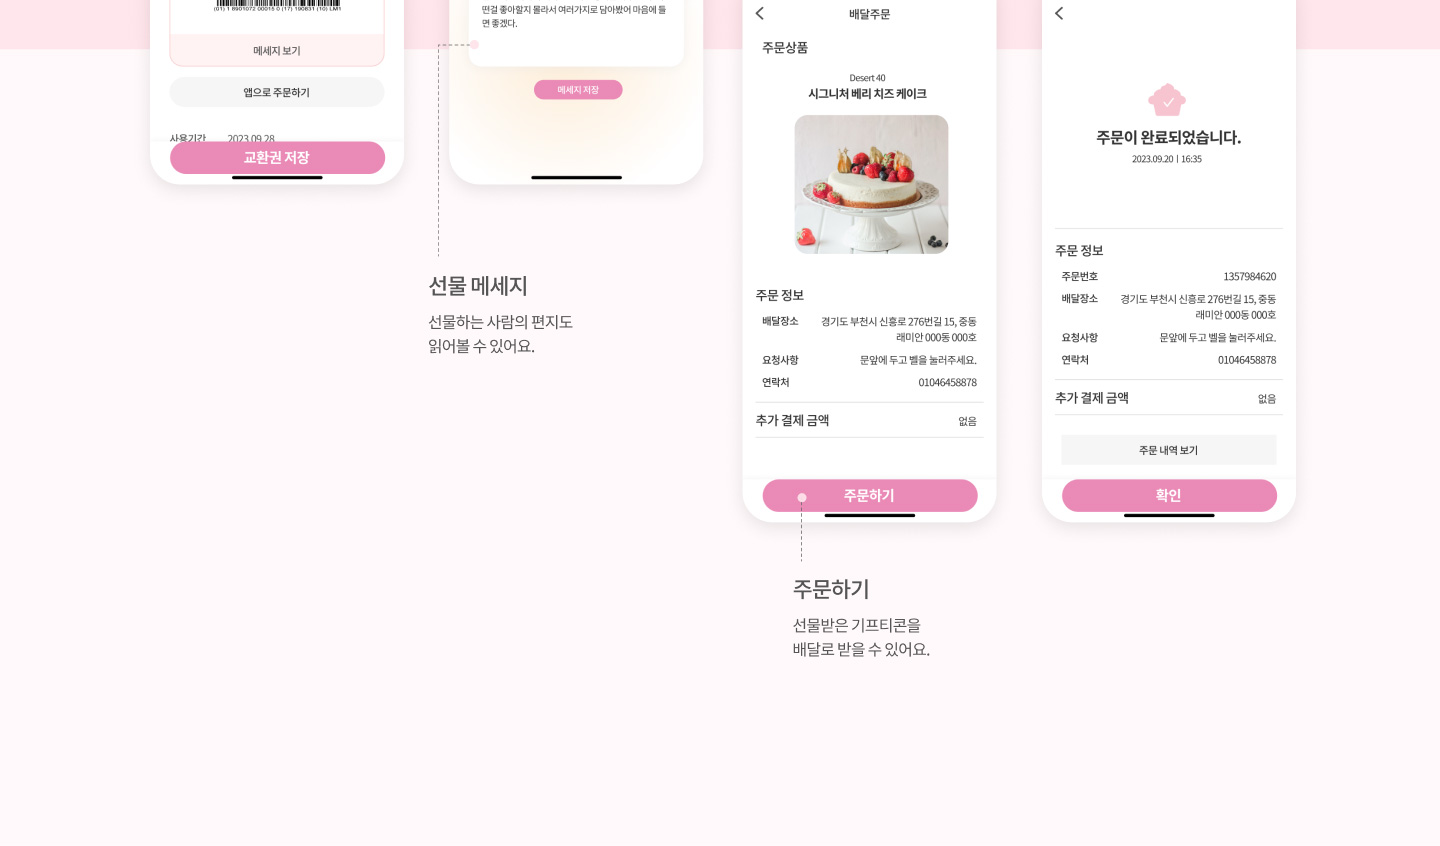 (01) 1 8901072 00015 0 (17) 190831 (10) LM1
메세지 보기
앱으로 주문하기
사용기간 2023.09.28
교환권 저장
떤걸 좋아할지 몰라서 여러가지로 담아봤어 마음에 들
면 좋겠다.
메세지 저장
선물 메세지
선물하는 사람의 편지도
읽어볼 수 있어요.
배달주문
주문상품
Desert 40
시그니처 베리 치즈 케이크
주문 정보
배달장소 경기도 부천시 신흥로 276번길 15, 중동
래미안 000동 000호
요청사항 문앞에 두고 벨을 눌러주세요.
연락처 01046458878
추가 결제 금액 없음
주문하기
주문하기
선물받은 기프티콘을
배달로 받을 수 있어요.
주문이 완료되었습니다.
2023.09.20 | 16:35
주문 정보
주문번호 1357984620
배달장소 경기도 부천시 신흥로 276번길 15, 중동
래미안 000동 000호
요청사항 문앞에 두고 벨을 눌러주세요.
연락처 01046458878
추가 결제 금액 없음
주문 내역 보기
확인